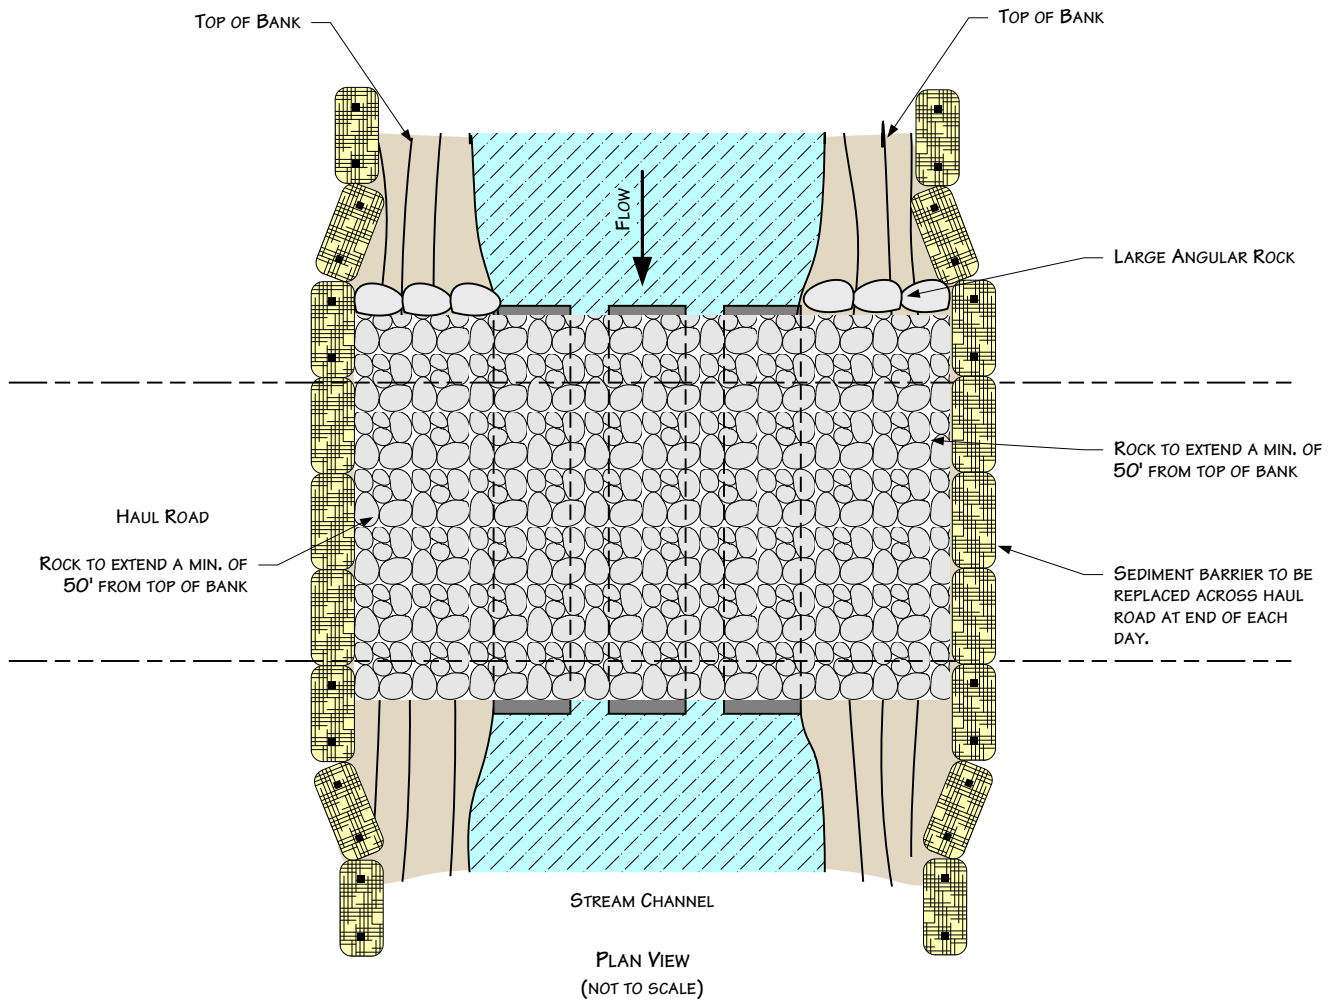 TOP OF BANK
TOP OF BANK
FLOW
LARGE ANGULAR ROCK
ROCK TO EXTEND A MIN. OF
50' FROM TOP OF BANK
HAUL ROAD
ROCK TO EXTEND A MIN. OF
50' FROM TOP OF BANK
SEDIMENT BARRIER TO BE
REPLACED ACROSS HAUL
ROAD AT END OF EACH
DAY.
STREAM CHANNEL
PLAN VIEW
(NOT TO SCALE)